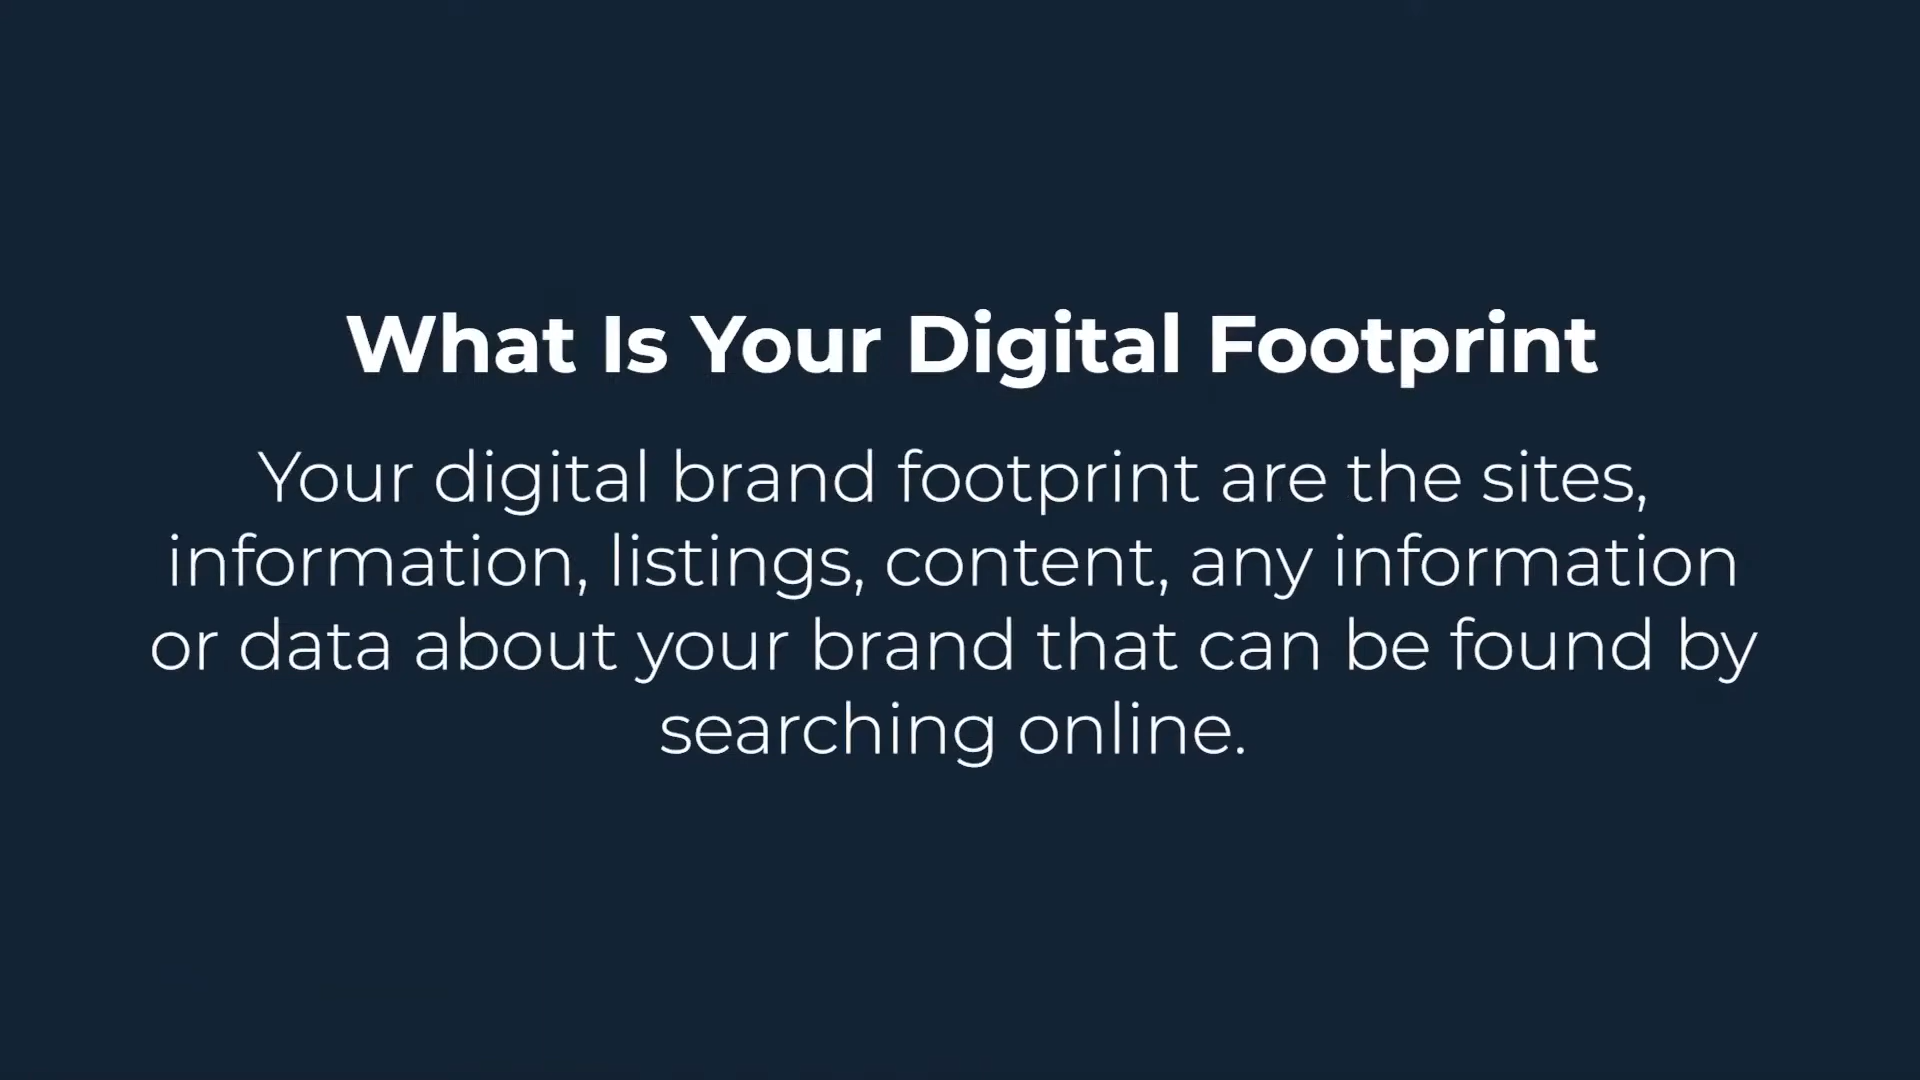 What Is Your Digital Footprint
Your digital brand footprint are the sites,
information, listings, content, any information
or data about your brand that can be found by
searching online.